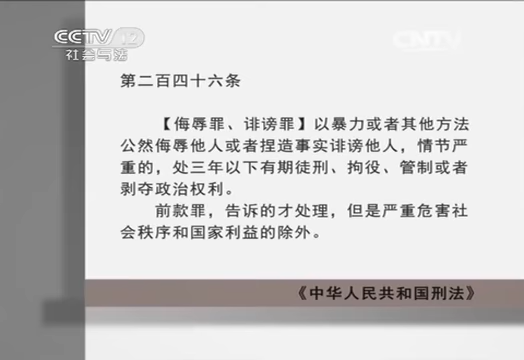 CCTV 12
社会与法
CNTV
第二百四十六条
【侮辱罪、诽谤罪】以暴力或者其他方法
公然侮辱他人或者捏造事实诽谤他人，情节严
重的，处三年以下有期徒刑、拘役、管制或者
剥夺政治权利。
前款罪，告诉的才处理，但是严重危害社
会秩序和国家利益的除外。
《中华人民共和国刑法》